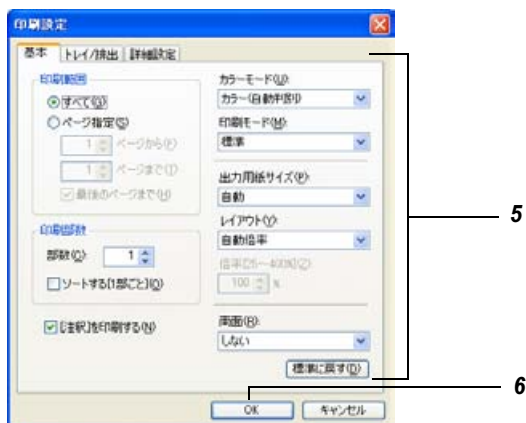 印刷設定
基本
トレイ/排出
詳細設定
印刷範囲
すべて(G)
ページ指定(S)
1 ページから(F)
1 ページまで(T)
最後のページまで(H)
印刷部数
部数(C): 1
ソートする[1部ごと](O)
[注釈]を印刷する(N)
カラーモード(U):
カラー(自動判別)
印刷モード(M):
標準
出力用紙サイズ(P):
自動
レイアウト(Y):
自動倍率
倍率[25~400%](Z):
100 %
両面(R):
しない
標準に戻す(D)
OK
キャンセル
5
6